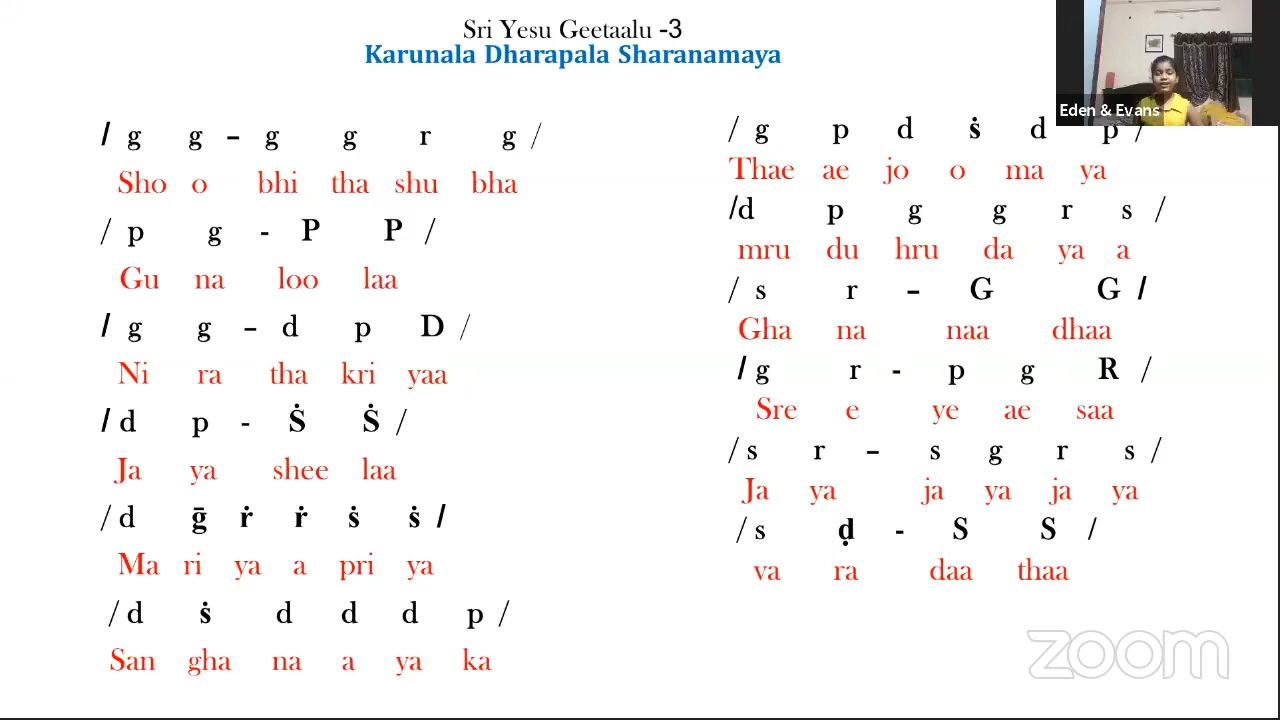 Sri Yesu Geetaalu -3
Karunala Dharapala Sharanamaya
/ g g – g g r g /
Sho o bhi tha shu bha
/ p g - P P /
Gu na loo laa
/ g g – d p D /
Ni ra tha kri yaa
/ d p - Ṡ Ṡ /
Ja ya shee laa
/ d ḡ ṙ ṙ ṡ ṡ /
Ma ri ya a pri ya
/ d ṡ d d d p /
San gha na a ya ka
/ g p d ṡ d p /
Thae ae jo o ma ya
/d p g g r s /
mru du hru da ya a
/ s r – G G /
Gha na naa dhaa
/ g r - p g R /
Sre e ye ae saa
/ s r – s g r s /
Ja ya ja ya ja ya
/ s ḍ - S S /
va ra daa thaa
Eden & Evans
zoom